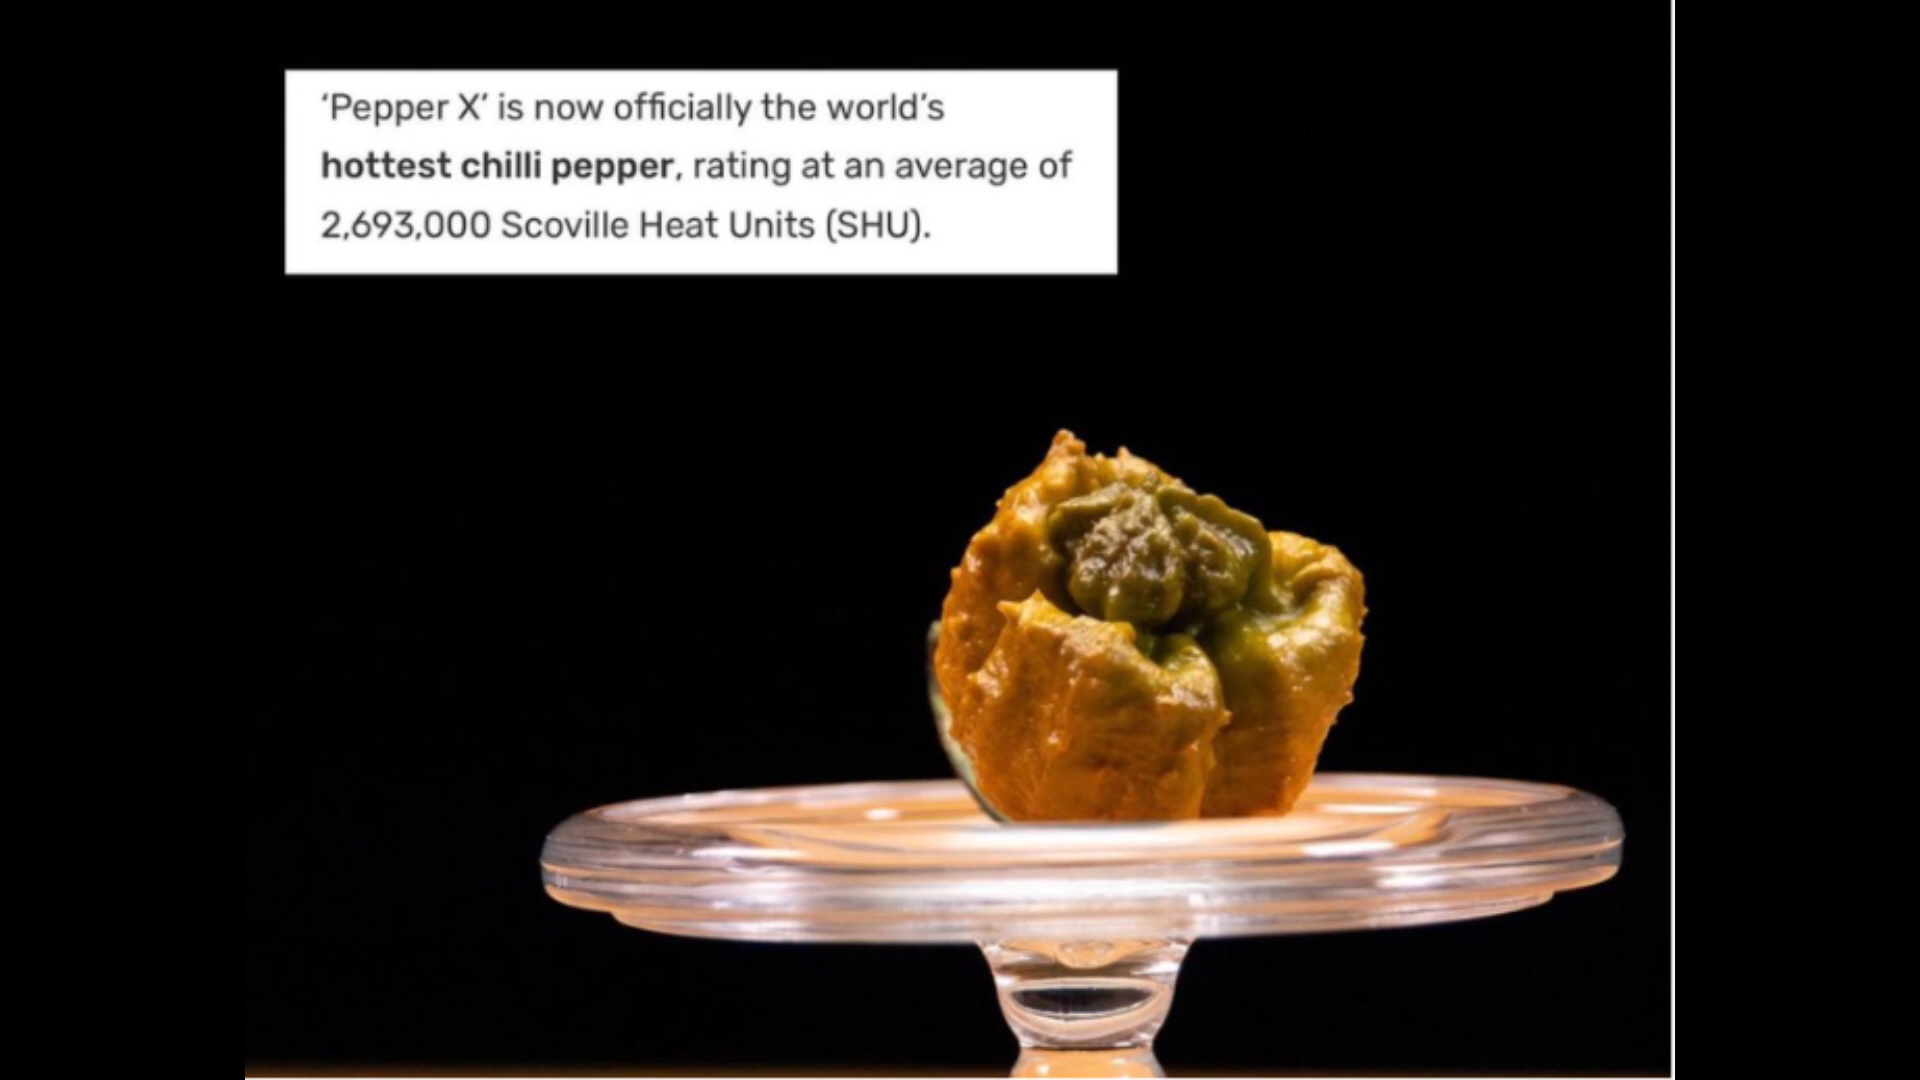 ‘Pepper X’ is now officially the world’s
hottest chilli pepper, rating at an average of
2,693,000 Scoville Heat Units (SHU).